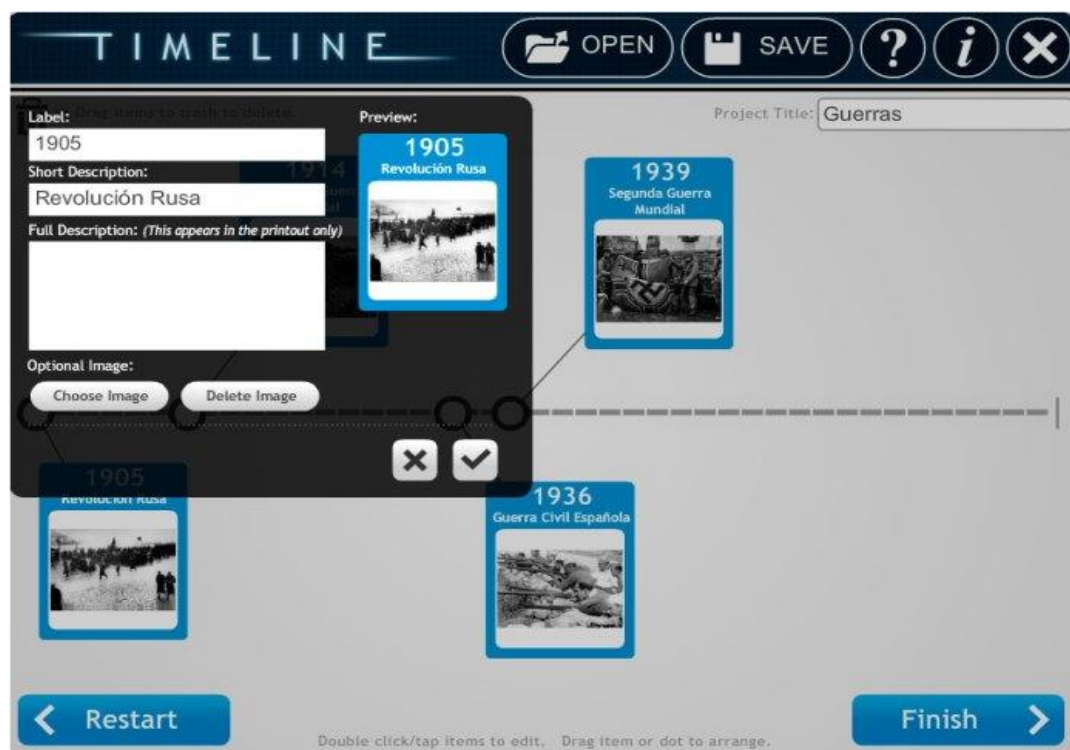 TIMELINE
OPEN
SAVE
?
i
Drag items to trash to delete.
Project Title: Guerras
Label:
1905
Short Description:
Revolución Rusa
Full Description: (This appears in the printout only)
Optional Image:
Choose Image
Delete Image
Preview:
1905
Revolución Rusa
1914
1939
Segunda Guerra
Mundial
1905
Revolución Rusa
1936
Guerra Civil Española
Restart
Double click/tap items to edit. Drag item or dot to arrange.
Finish